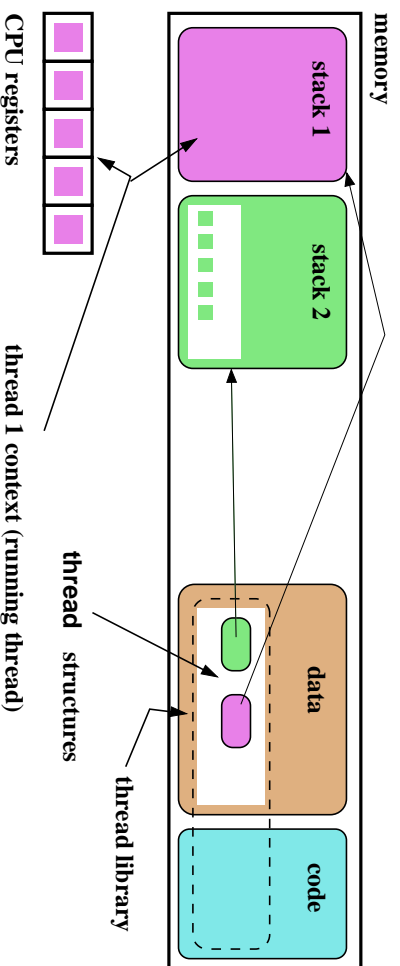 memory
stack 1
stack 2
data
code
CPU registers
thread 1 context (running thread)
thread structures
thread library